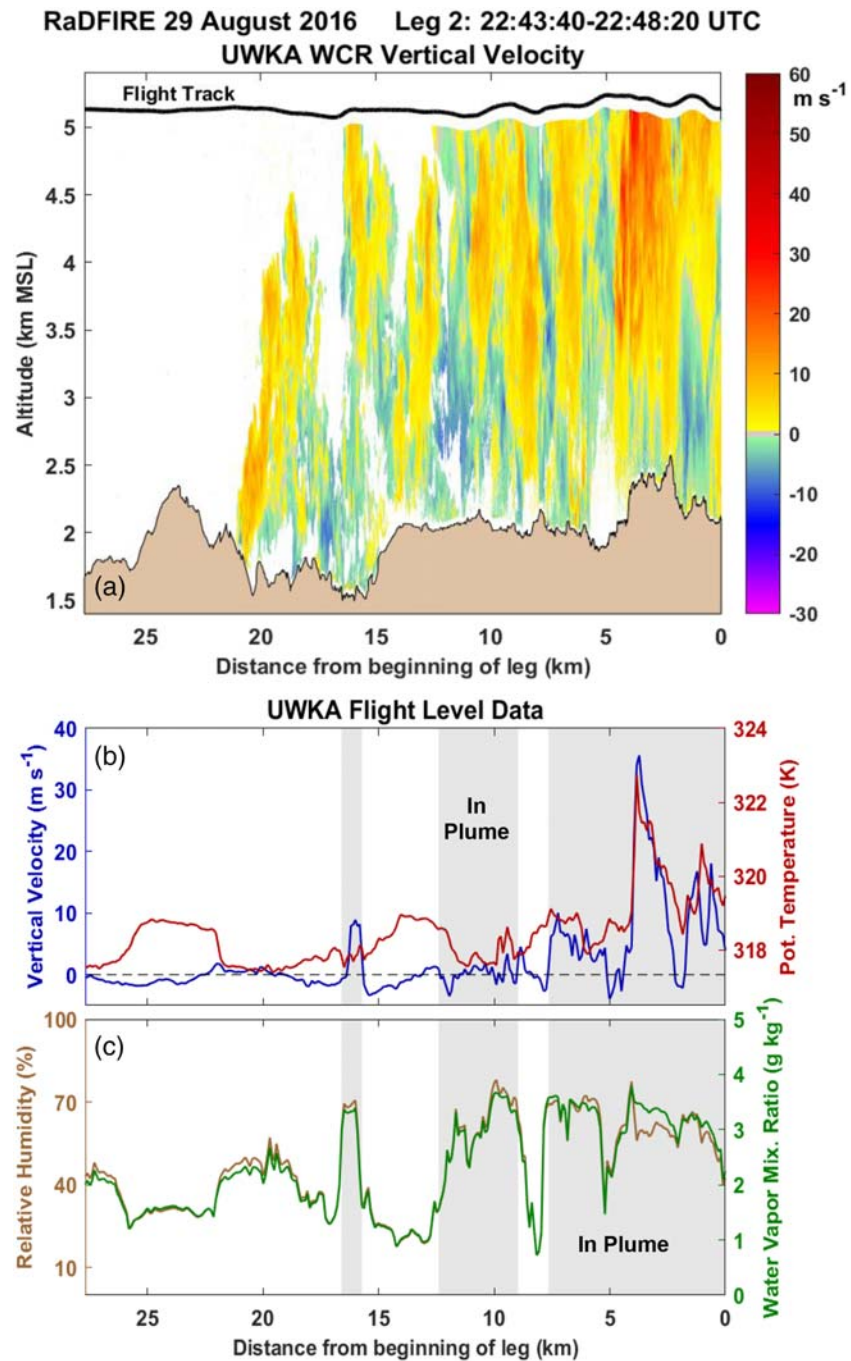 RaDFIRE 29 August 2016 Leg 2: 22:43:40-22:48:20 UTC
UWKA WCR Vertical Velocity
Flight Track
60
m s-1
50
40
30
20
10
0
-10
-20
-30
5
4.5
4
3.5
3
2.5
2
1.5
Altitude (km MSL)
(a)
25 20 15 10 5 0
Distance from beginning of leg (km)
UWKA Flight Level Data
40
30
20
10
0
Vertical Velocity (m s-1)
(b)
In
Plume
324
322
320
318
Pot. Temperature (K)
100
70
40
10
Relative Humidity (%)
(c)
In Plume
5
4
3
2
1
0
Water Vapor Mix. Ratio (g kg-1)
25 20 15 10 5 0
Distance from beginning of leg (km)